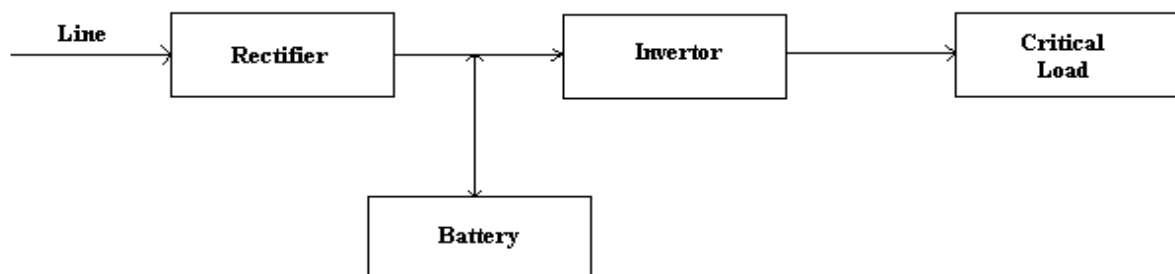 Line
Rectifier
Invertor
Critical
Load
Battery